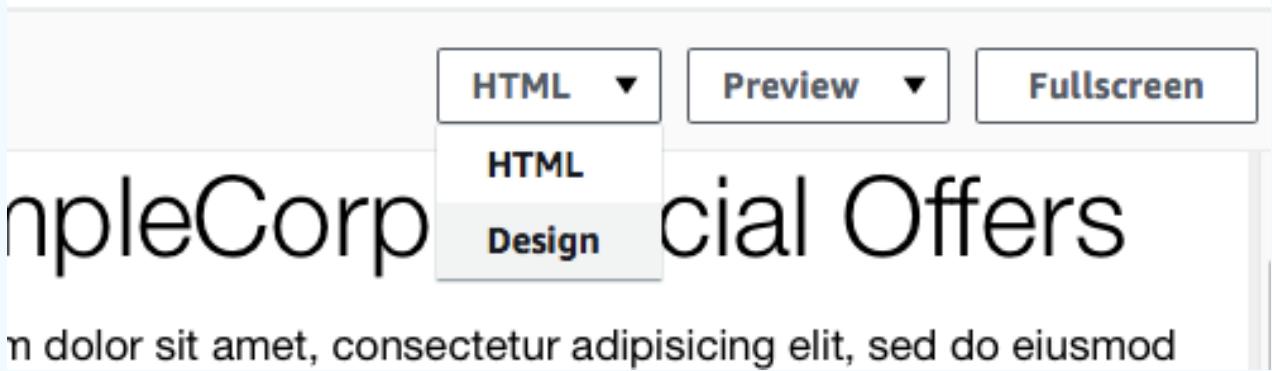 HTML Preview Fullscreen
HTML
npleCorp cial Offers
Design
n dolor sit amet, consectetur adipisicing elit, sed do eiusmod